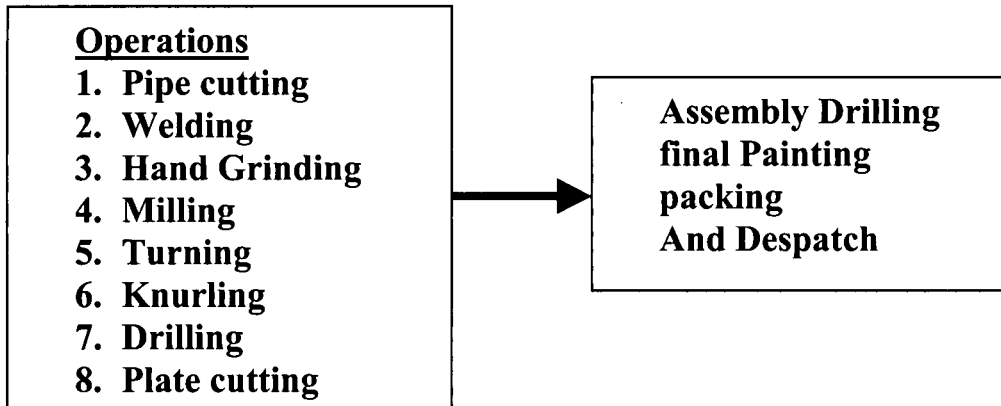 Operations
1. Pipe cutting
2. Welding
3. Hand Grinding
4. Milling
5. Turning
6. Knurling
7. Drilling
8. Plate cutting
Assembly Drilling
final Painting
packing
And Despatch